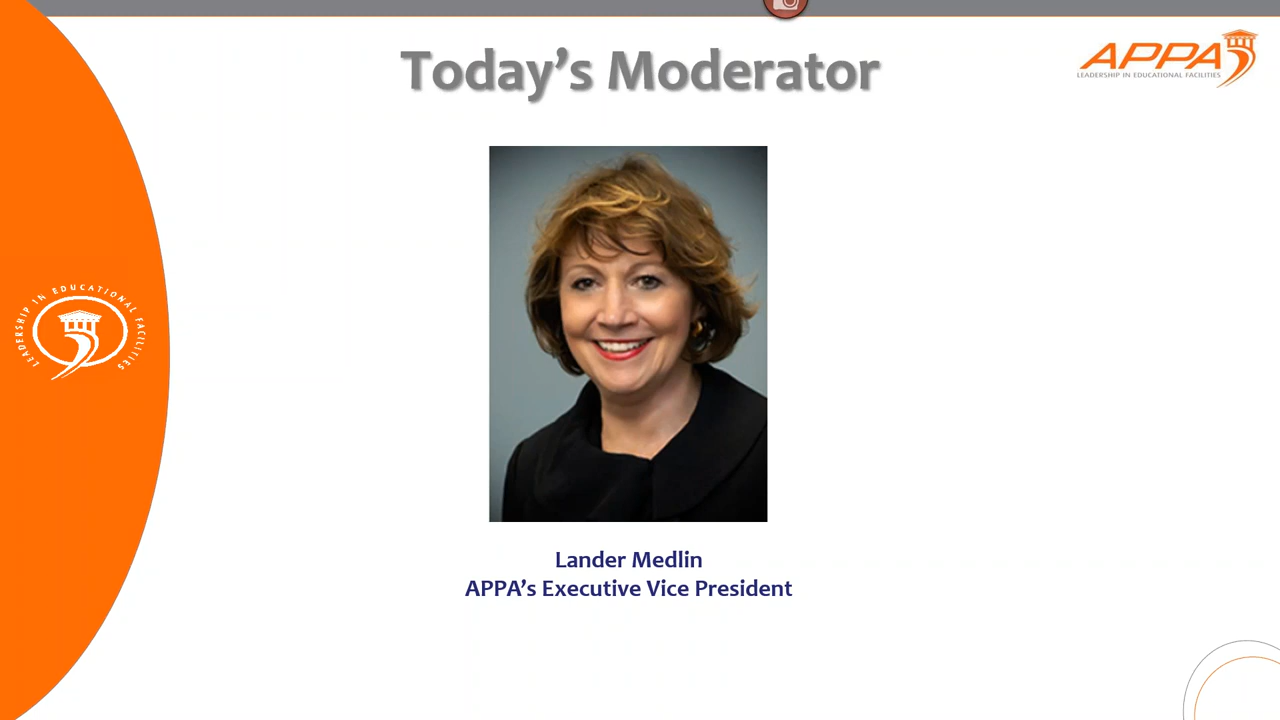 Today's Moderator
APPA
LEADERSHIP IN EDUCATIONAL FACILITIES
LEADERSHIP IN EDUCATIONAL FACILITIES
Lander Medlin
APPA's Executive Vice President